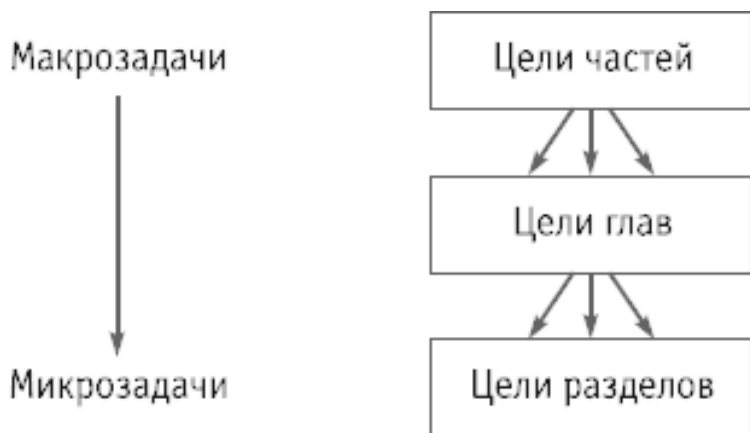 Макрозадачи
Цели частей
Цели глав
Микрозадачи
Цели разделов